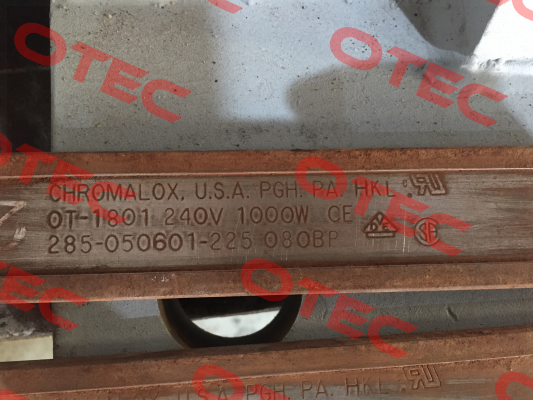 OTEC
OTEC
CHROMALOX, U.S.A. PGH. PA. HKL.
OT-1801 240V 1000W CE
285-050601-225 080BP
OTEC
OTEC
OTEC
OTEC
U.S.A. PGH. PA. HKL.